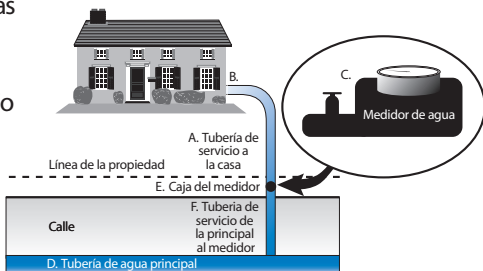 as
o
B.
C.
Medidor de agua
A. Tubería de
servicio a
la casa
Línea de la propiedad
E. Caja del medidor
F. Tuberia de
servicio de
la principal
al medidor
Calle
D. Tubería de agua principal